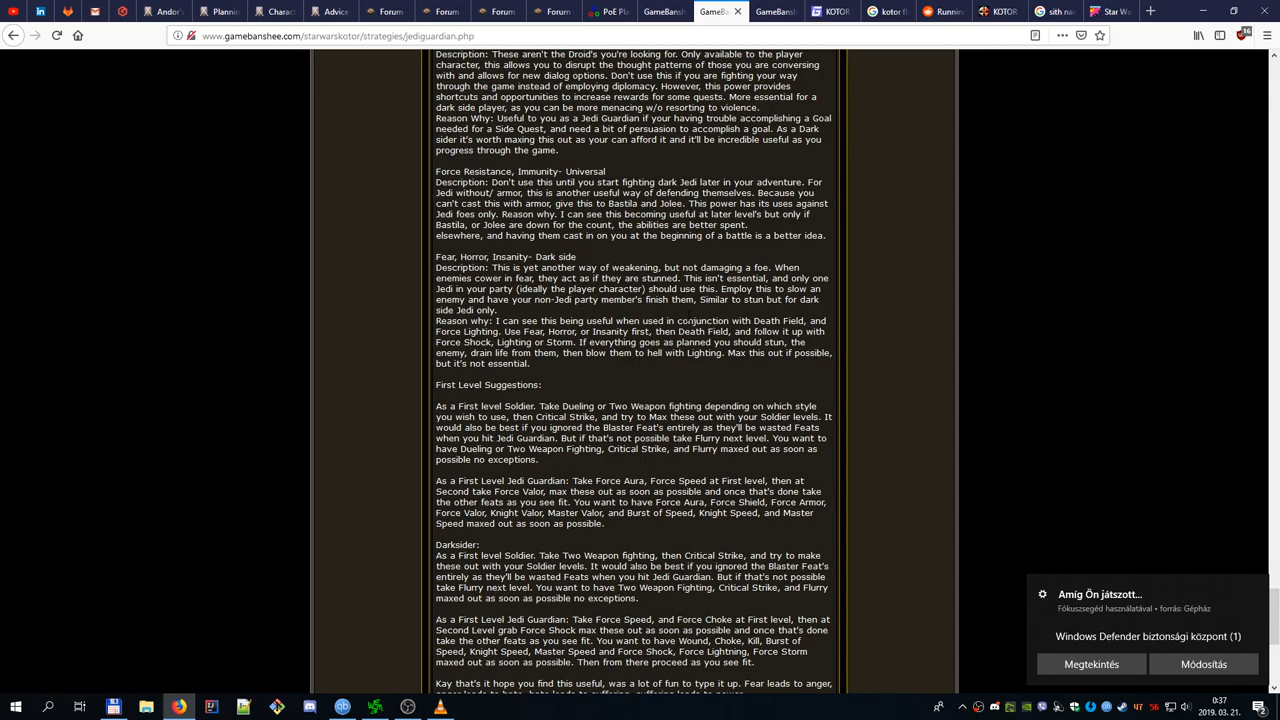 Andor's
Planning
Charact
Advice
Forum
Forum
Forum
Forum
PoE Pla
GameBansh
GameBa
GameBansh
KOTOR
kotor fl
Running
KOTOR
sith nac
Star Wa
www.gamebanshee.com/starwarskotor/strategies/jediguardian.php
Description: These aren't the Droid's you're looking for. Only available to the player
character, this allows you to disrupt the thought patterns of those you are conversing
with and allows for new dialog options. Don't use this if you are fighting your way
through the game instead of employing diplomacy. However, this power provides
shortcuts and opportunities to increase rewards for some quests. More essential for a
dark side player, as you can be more menacing w/o resorting to violence.
Reason Why: Useful to you as a Jedi Guardian if your having trouble accomplishing a Goal
needed for a Side Quest, and need a bit of persuasion to accomplish a goal. As a Dark
sider it's worth maxing this out as your can afford it and it'll be incredible useful as you
progress through the game.
Force Resistance, Immunity- Universal
Description: Don't use this until you start fighting dark Jedi later in your adventure. For
Jedi without/ armor, this is another useful way of defending themselves. Because you
can't cast this with armor, give this to Bastila and Jolee. This power has its uses against
Jedi foes only. Reason why. I can see this becoming useful at later level's but only if
Bastila, or Jolee are down for the count, the abilities are better spent.
elsewhere, and having them cast in on you at the beginning of a battle is a better idea.
Fear, Horror, Insanity- Dark side
Description: This is yet another way of weakening, but not damaging a foe. When
enemies cower in fear, they act as if they are stunned. This isn't essential, and only one
Jedi in your party (ideally the player character) should use this. Employ this to slow an
enemy and have your non-Jedi party member's finish them, Similar to stun but for dark
side Jedi only.
Reason why: I can see this being useful when used in conjunction with Death Field, and
Force Lighting. Use Fear, Horror, or Insanity first, then Death Field, and follow it up with
Force Shock, Lighting or Storm. If everything goes as planned you should stun, the
enemy, drain life from them, then blow them to hell with Lighting. Max this out if possible,
but it's not essential.
First Level Suggestions:
As a First level Soldier. Take Dueling or Two Weapon fighting depending on which style
you wish to use, then Critical Strike, and try to Max these out with your Soldier levels. It
would also be best if you ignored the Blaster Feat's entirely as they'll be wasted Feats
when you hit Jedi Guardian. But if that's not possible take Flurry next level. You want to
have Dueling or Two Weapon Fighting, Critical Strike, and Flurry maxed out as soon as
possible no exceptions.
As a First Level Jedi Guardian: Take Force Aura, Force Speed at First level, then at
Second take Force Valor, max these out as soon as possible and once that's done take
the other feats as you see fit. You want to have Force Aura, Force Shield, Force Armor,
Force Valor, Knight Valor, Master Valor, and Burst of Speed, Knight Speed, and Master
Speed maxed out as soon as possible.
Darksider:
As a First level Soldier. Take Two Weapon fighting, then Critical Strike, and try to make
these out with your Soldier levels. It would also be best if you ignored the Blaster Feat's
entirely as they'll be wasted Feats when you hit Jedi Guardian. But if that's not possible
take Flurry next level. You want to have Two Weapon Fighting, Critical Strike, and Flurry
maxed out as soon as possible no exceptions.
As a First Level Jedi Guardian: Take Force Speed, and Force Choke at First level, then at
Second Level grab Force Shock max these out as soon as possible and once that's done
take the other feats as you see fit. You want to have Wound, Choke, Kill, Burst of
Speed, Knight Speed, Master Speed and Force Shock, Force Lightning, Force Storm
maxed out as soon as possible. Then from there proceed as you see fit.
Kay that's it hope you find this useful, was a lot of fun to type it up. Fear leads to anger,
anger leads to hate, hate leads to suffering, suffering leads to power.
Amíg Ön játszott...
Fókuszsegéd használatával • forrás: Gépház
Windows Defender biztonsági központ (1)
Megtekintés
Módosítás
47
56
0:37
2019. 03. 21.
2